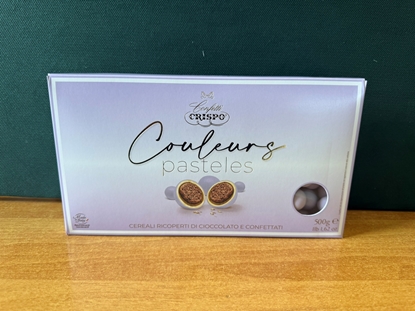 Confetti
CRISPO
Couleurs
pasteles
CEREALI RICOPERTI DI CIOCCOLATO E CONFETTATI
500g e